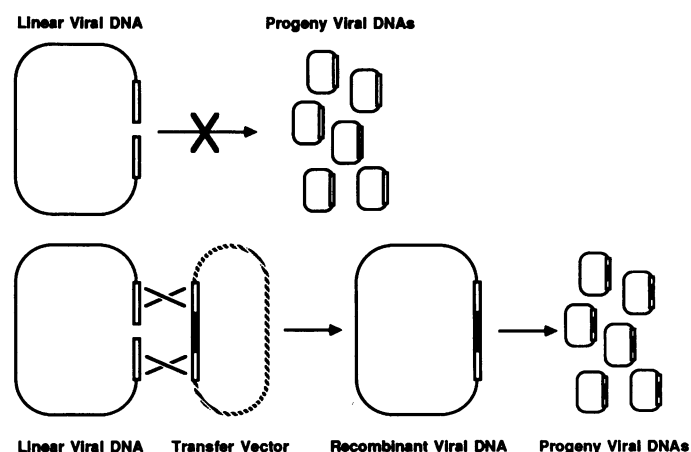 Linear Viral DNA
Progeny Viral DNAs
Linear Viral DNA
Transfer Vector
Recombinant Viral DNA
Progeny Viral DNAs